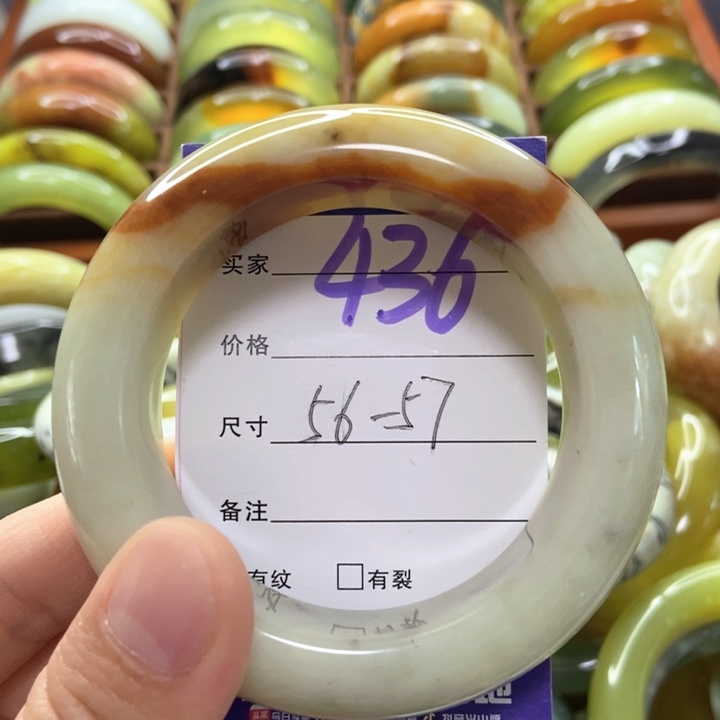 买家 436
价格
尺寸 56-57
备注
有纹 □有裂